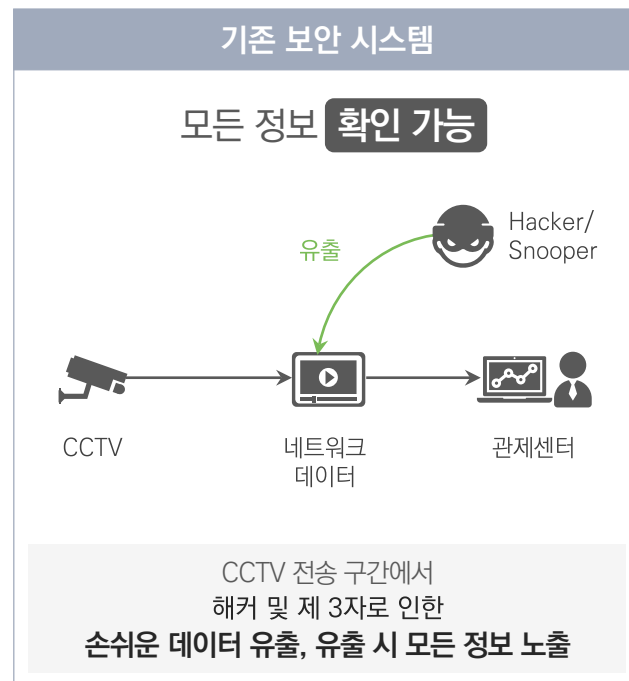 기존 보안 시스템
모든 정보 확인 가능
Hacker/
Snooper
유출
CCTV
네트워크
데이터
관제센터
CCTV 전송 구간에서
해커 및 제 3자로 인한
손쉬운 데이터 유출, 유출 시 모든 정보 노출